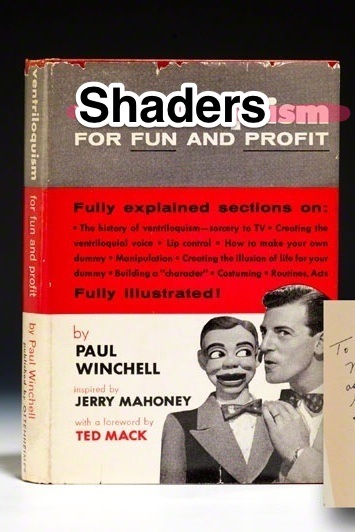 Shaders
FOR FUN AND PROFIT
Fully explained sections on:
• The history of ventriloquism—sorcery to TV • Creating the
ventriloquial voice • Lip control • How to make your own
dummy • Manipulation • Creating the illusion of life for your
dummy • Building a "character" • Costuming • Routines, Acts
Fully illustrated!
by
PAUL
WINCHELL
inspired by
JERRY MAHONEY
with a foreword by
TED MACK
ventriloquism for fun and profit by Paul Winchell
To